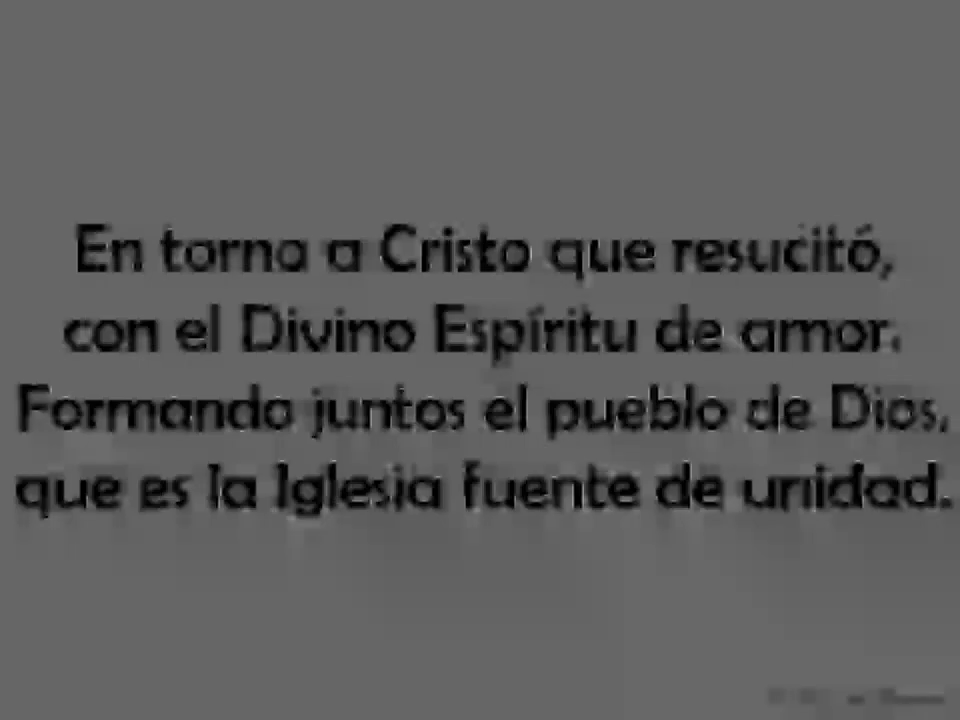 En torno a Cristo que resucitó,
con el Divino Espíritu de amor.
Formando juntos el pueblo de Dios,
que es la Iglesia fuente de unidad.